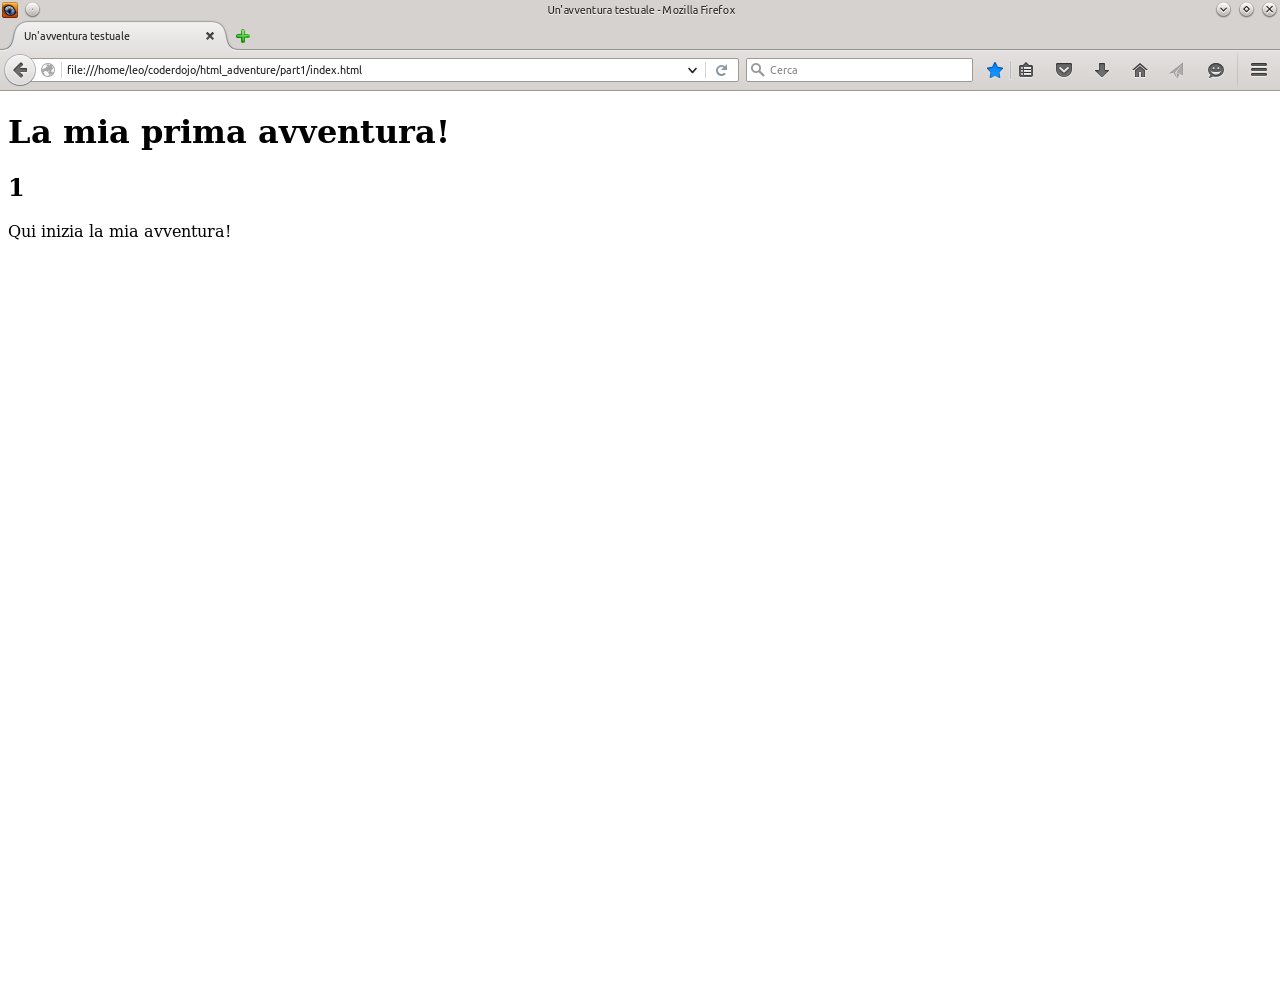 Un'avventura testuale - Mozilla Firefox
Un'avventura testuale
file:///home/leo/coderdojo/html_adventure/part1/index.html
Cerca
La mia prima avventura!
1
Qui inizia la mia avventura!